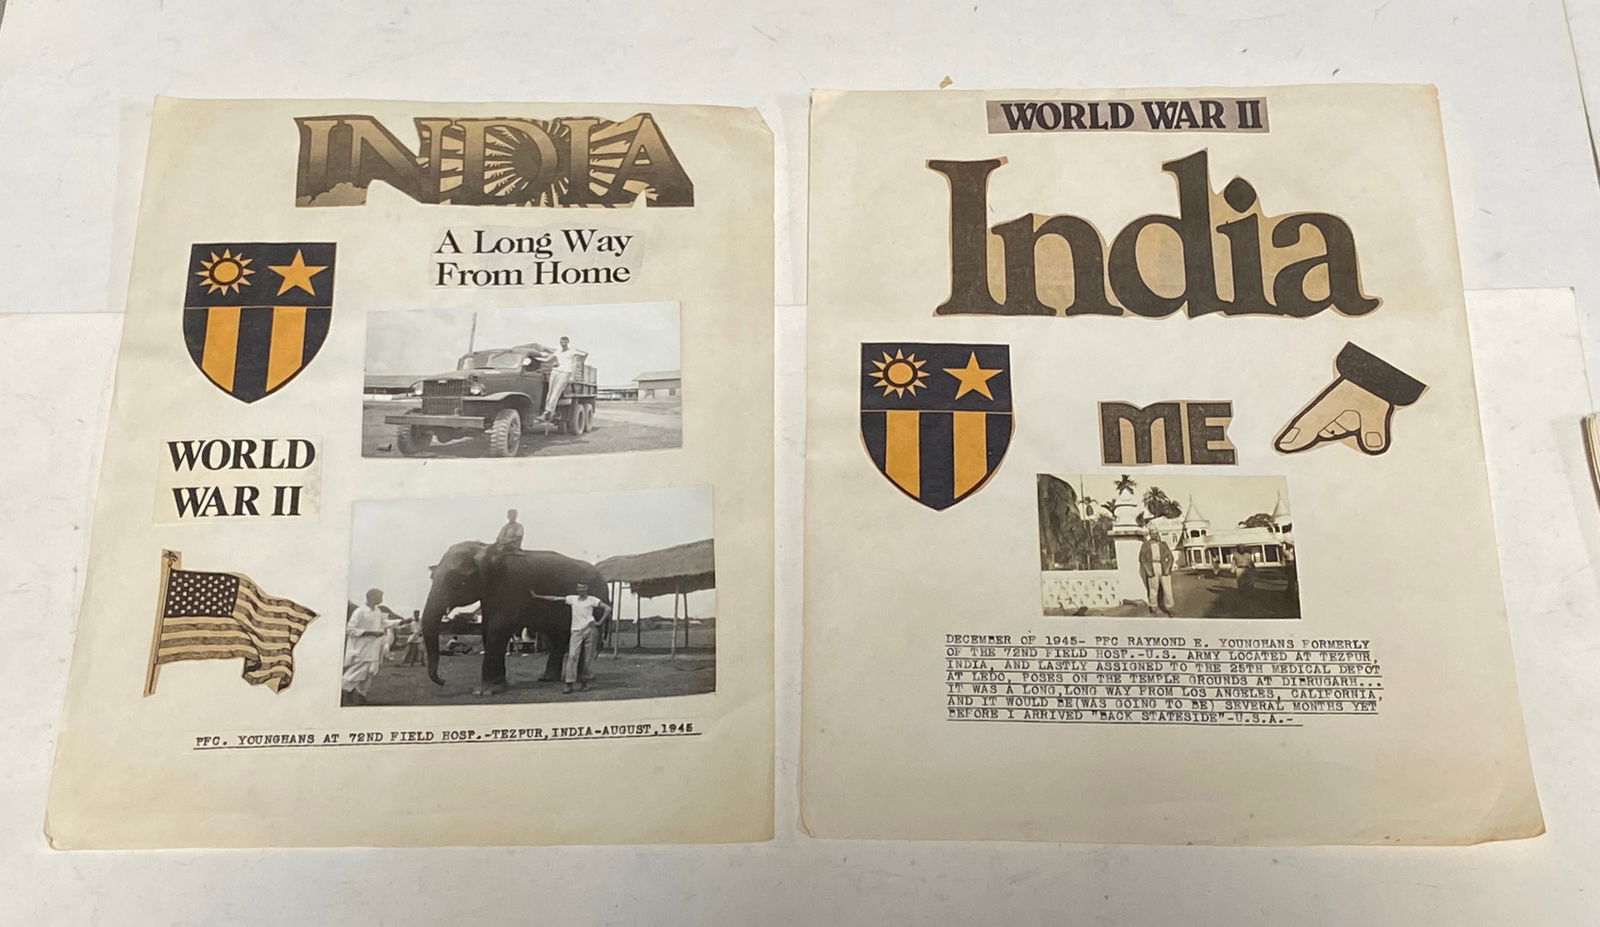 INDIA
A Long Way
From Home
WORLD
WAR II
PFC. YOUNGHANS AT 72ND FIELD HOSP.-TEZPUR, INDIA-AUGUST, 1945
WORLD WAR II
India
ME
DECEMBER OF 1945- PFC RAYMOND E. YOUNGHANS FORMERLY
OF THE 72ND FIELD HOSP.-U.S. ARMY LOCATED AT TEZPUR,
INDIA, AND LASTLY ASSIGNED TO THE 25TH MEDICAL DEPOT
AT LEDO, POSES ON THE TEMPLE GROUNDS AT DIBRUGARH...
IT WAS A LONG, LONG WAY FROM LOS ANGELES, CALIFORNIA,
AND IT WOULD BE(WAS GOING TO BE) SEVERAL MONTHS YET
BEFORE I ARRIVED "BACK STATESIDE"-U.S.A.-